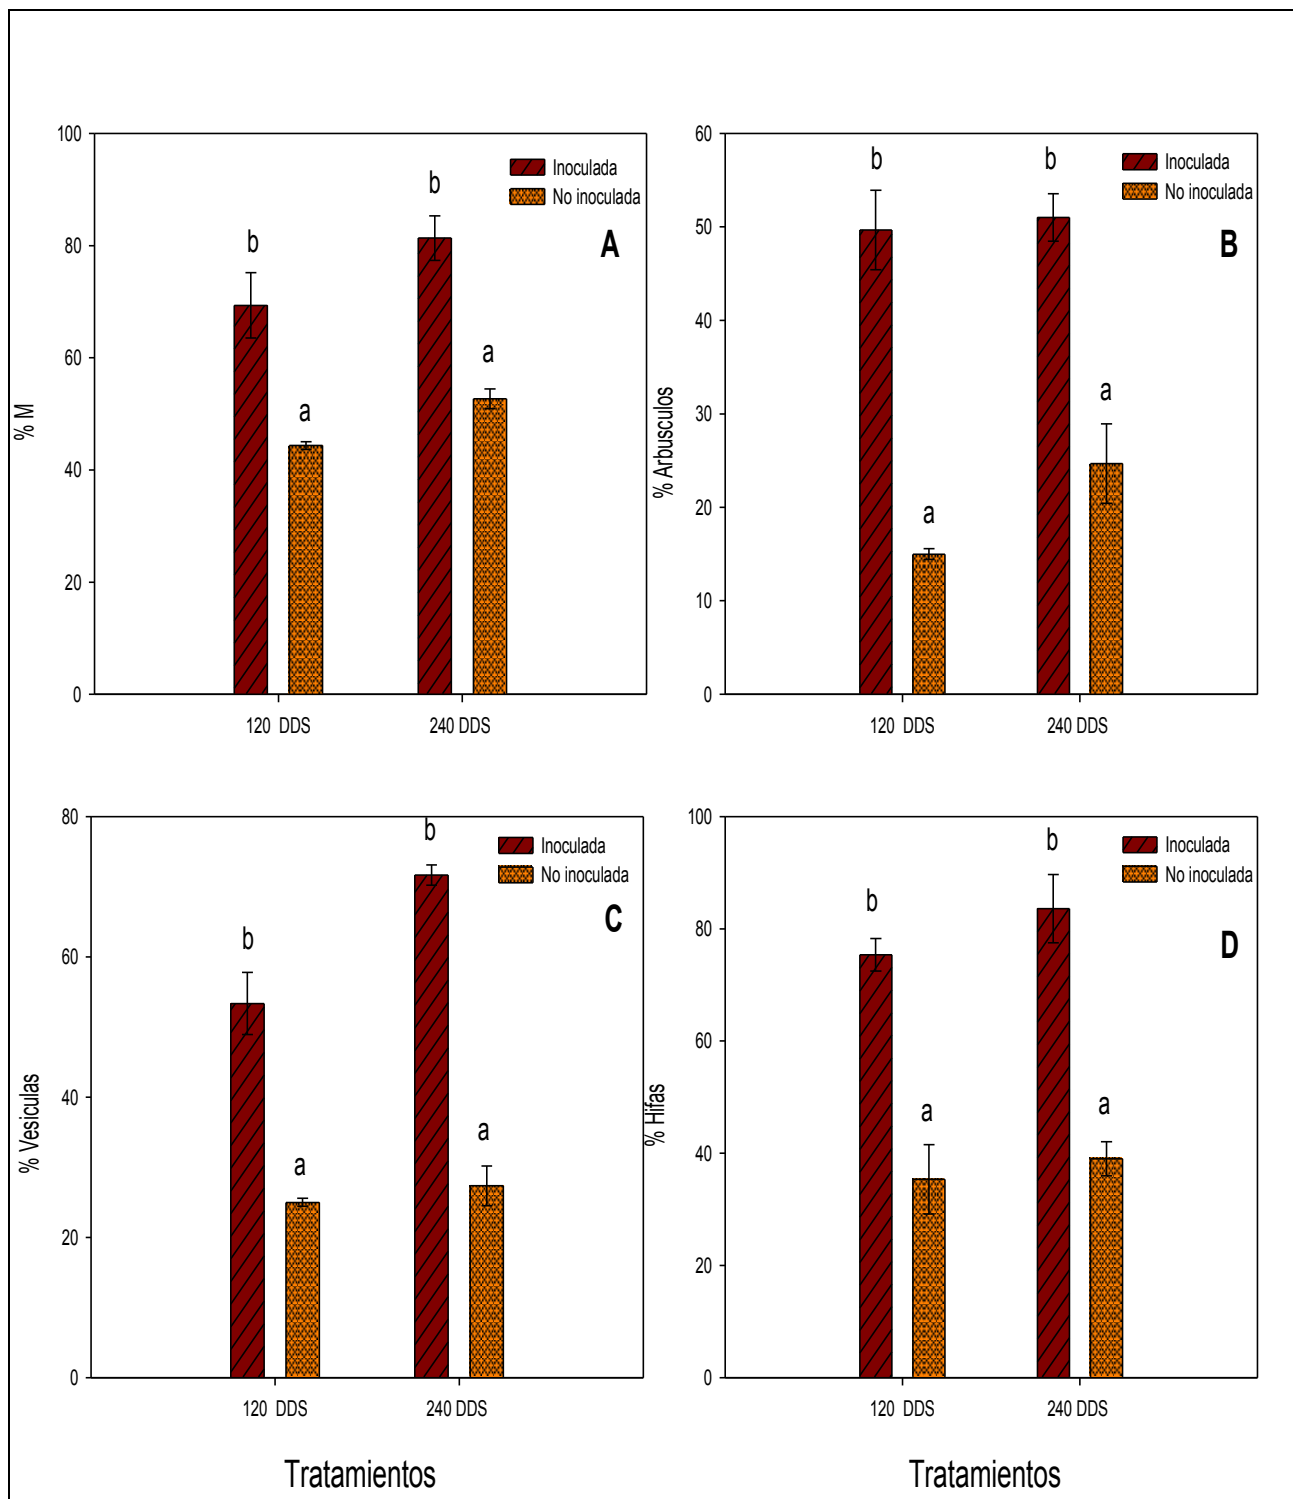 100
80
60
40
20
0
% M
b
a
b
a
Inoculada
No inoculada
A
120 DDS
240 DDS
60
50
40
30
20
10
0
% Arbusculos
b
a
b
a
Inoculada
No inoculada
B
120 DDS
240 DDS
80
60
40
20
0
% Vesiculas
b
a
b
a
Inoculada
No inoculada
C
120 DDS
240 DDS
Tratamientos
100
80
60
40
20
0
% Hifas
b
a
b
a
Inoculada
No inoculada
D
120 DDS
240 DDS
Tratamientos